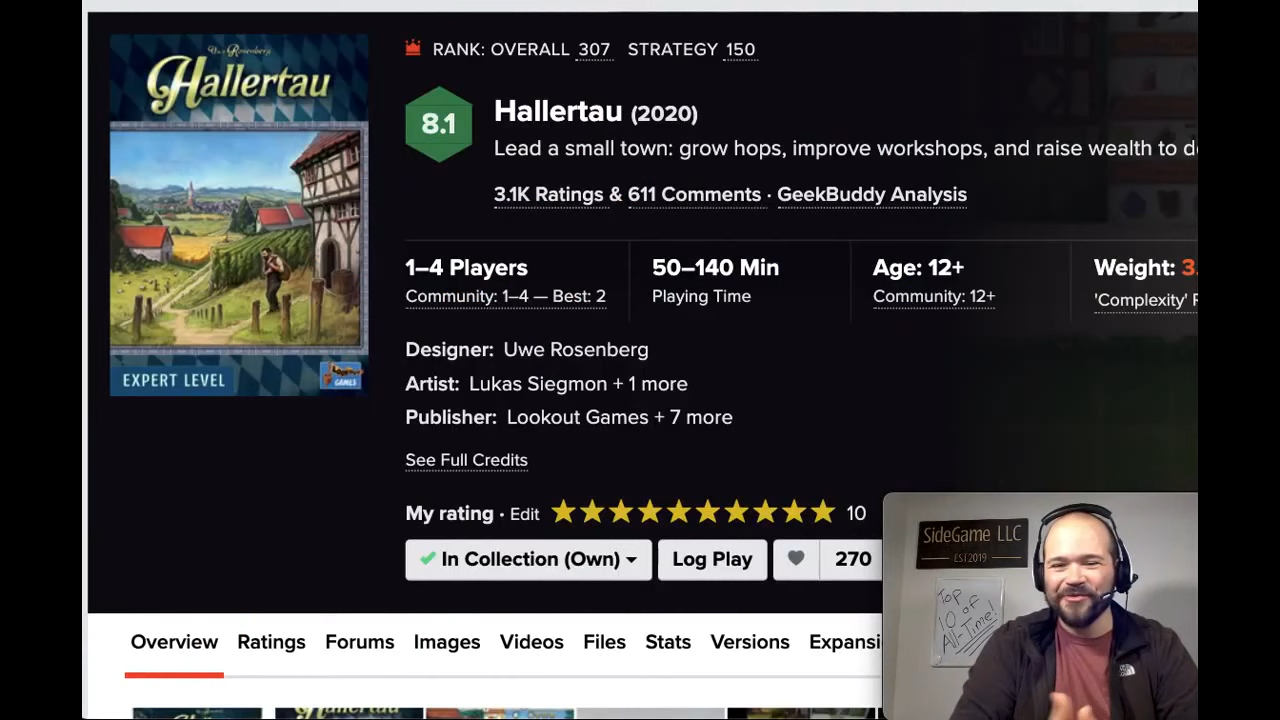 Uwe Rosenberg
Hallertau
EXPERT LEVEL
LOOKOUT
GAMES
RANK: OVERALL 307 STRATEGY 150
8.1
Hallertau (2020)
Lead a small town: grow hops, improve workshops, and raise wealth to d
3.1K Ratings & 611 Comments · GeekBuddy Analysis
1–4 Players
Community: 1–4 — Best: 2
50–140 Min
Playing Time
Age: 12+
Community: 12+
Weight: 3.
'Complexity' R
Designer: Uwe Rosenberg
Artist: Lukas Siegmon + 1 more
Publisher: Lookout Games + 7 more
See Full Credits
My rating · Edit 10
In Collection (Own) Log Play 270
SideGame LLC
EST 2019
Top
10 of
All-Time!
Overview Ratings Forums Images Videos Files Stats Versions Expansi